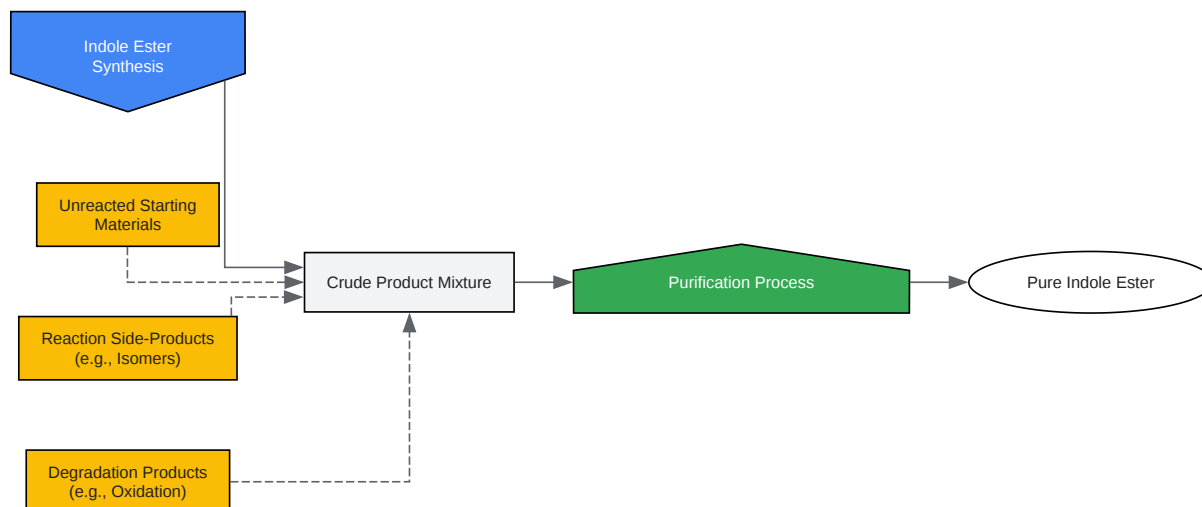 Indole Ester
Synthesis
Unreacted Starting
Materials
Crude Product Mixture
Purification Process
Pure Indole Ester
Reaction Side-Products
(e.g., Isomers)
Degradation Products
(e.g., Oxidation)